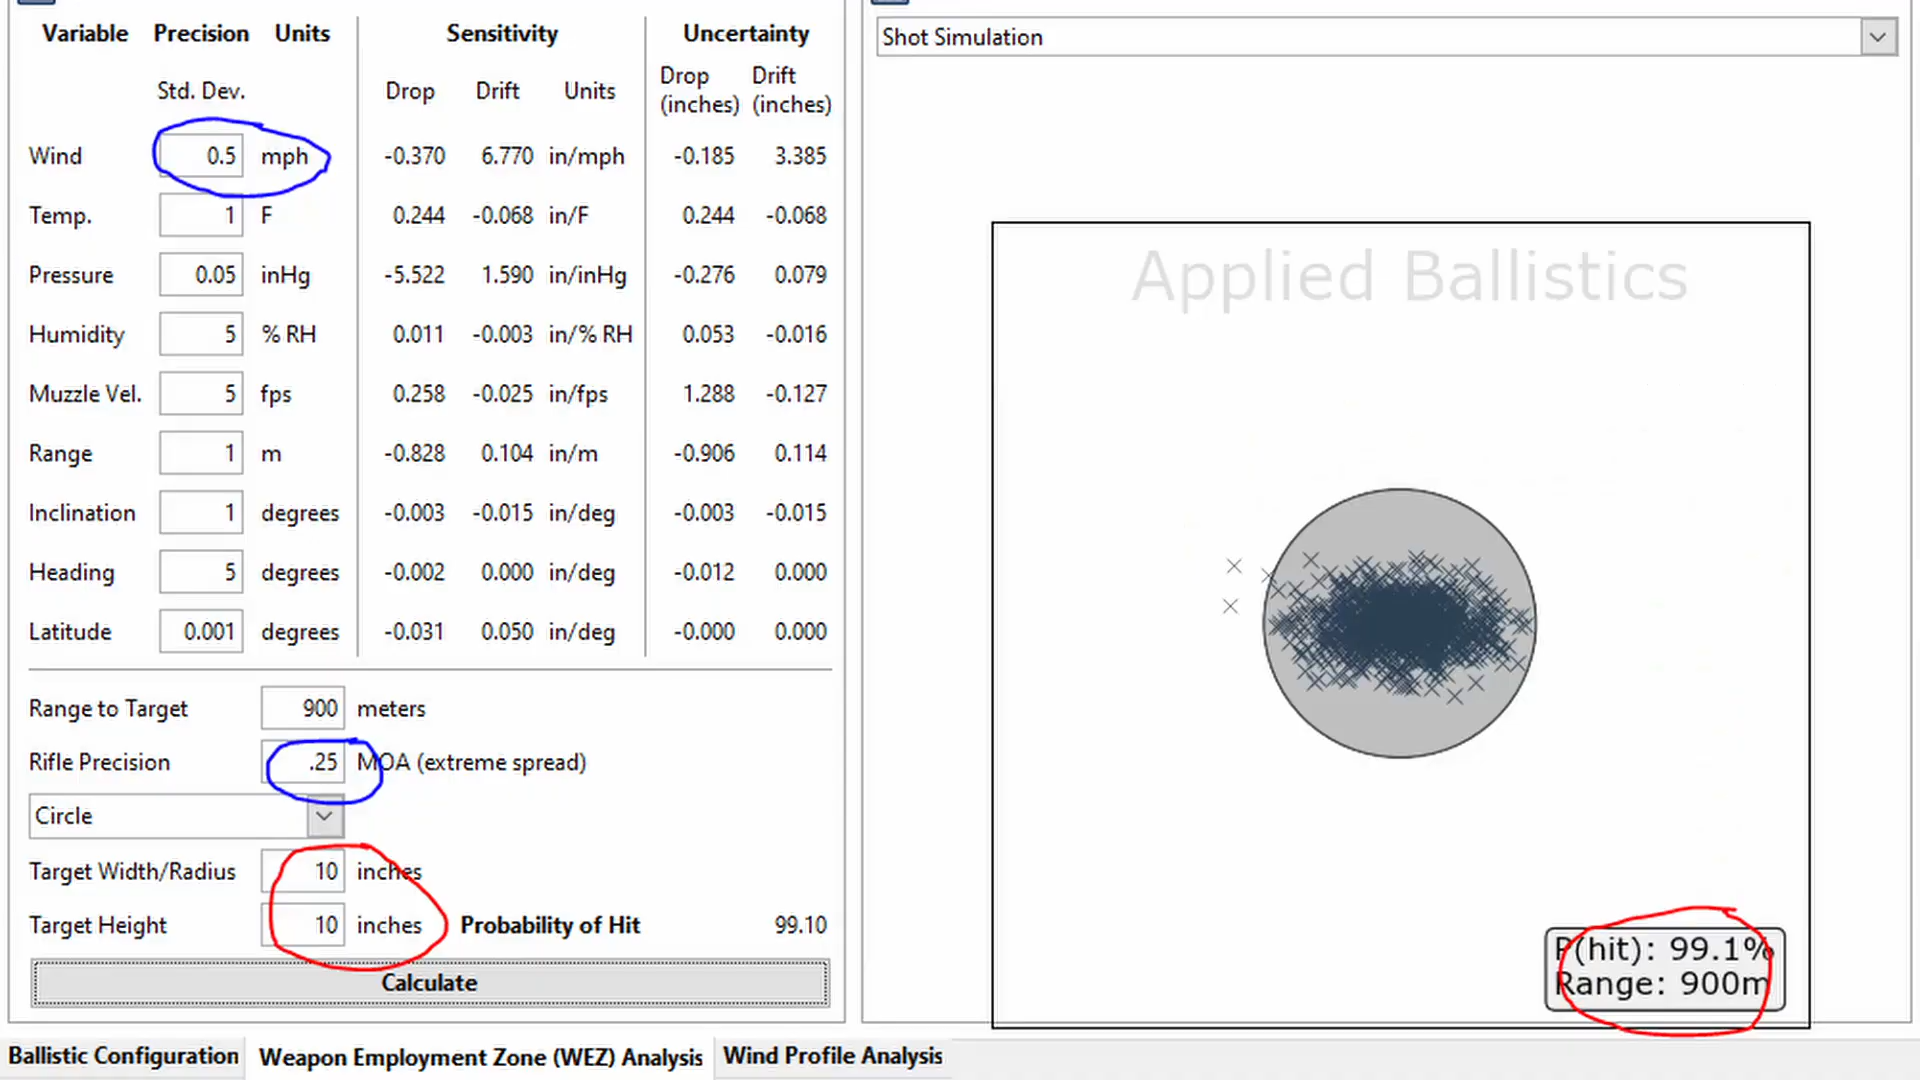 Variable Precision Units Sensitivity Uncertainty
Std. Dev. Drop Drift Units Drop (inches) Drift (inches)
Wind 0.5 mph -0.370 6.770 in/mph -0.185 3.385
Temp. 1 F 0.244 -0.068 in/F 0.244 -0.068
Pressure 0.05 inHg -5.522 1.590 in/inHg -0.276 0.079
Humidity 5 % RH 0.011 -0.003 in/% RH 0.053 -0.016
Muzzle Vel. 5 fps 0.258 -0.025 in/fps 1.288 -0.127
Range 1 m -0.828 0.104 in/m -0.906 0.114
Inclination 1 degrees -0.003 -0.015 in/deg -0.003 -0.015
Heading 5 degrees -0.002 0.000 in/deg -0.012 0.000
Latitude 0.001 degrees -0.031 0.050 in/deg -0.000 0.000
Range to Target 900 meters
Rifle Precision .25 MOA (extreme spread)
Circle
Target Width/Radius 10 inches
Target Height 10 inches Probability of Hit 99.10
Calculate
Shot Simulation
Applied Ballistics
P(hit): 99.1%
Range: 900m
Ballistic Configuration Weapon Employment Zone (WEZ) Analysis Wind Profile Analysis